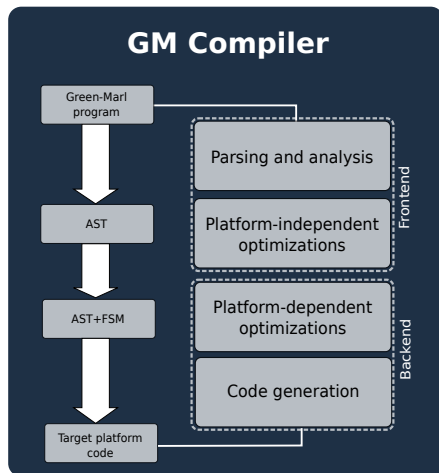 GM Compiler
Green-Marl
program
Parsing and analysis
Platform-independent
optimizations
Frontend
AST
AST+FSM
Platform-dependent
optimizations
Code generation
Backend
Target platform
code